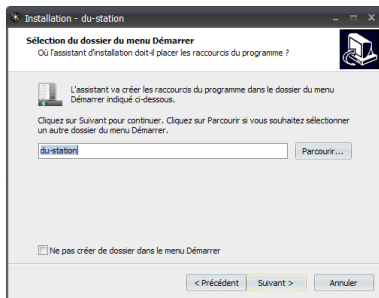 Installation - du-station
Sélection du dossier du menu Démarrer
Où l'assistant d'installation doit-il placer les raccourcis du programme ?
L'assistant va créer les raccourcis du programme dans le dossier du menu
Démarrer indiqué ci-dessous.
Cliquez sur Suivant pour continuer. Cliquez sur Parcourir si vous souhaitez sélectionner
un autre dossier du menu Démarrer.
du-station
Parcourir...
Ne pas créer de dossier dans le menu Démarrer
< Précédent
Suivant >
Annuler